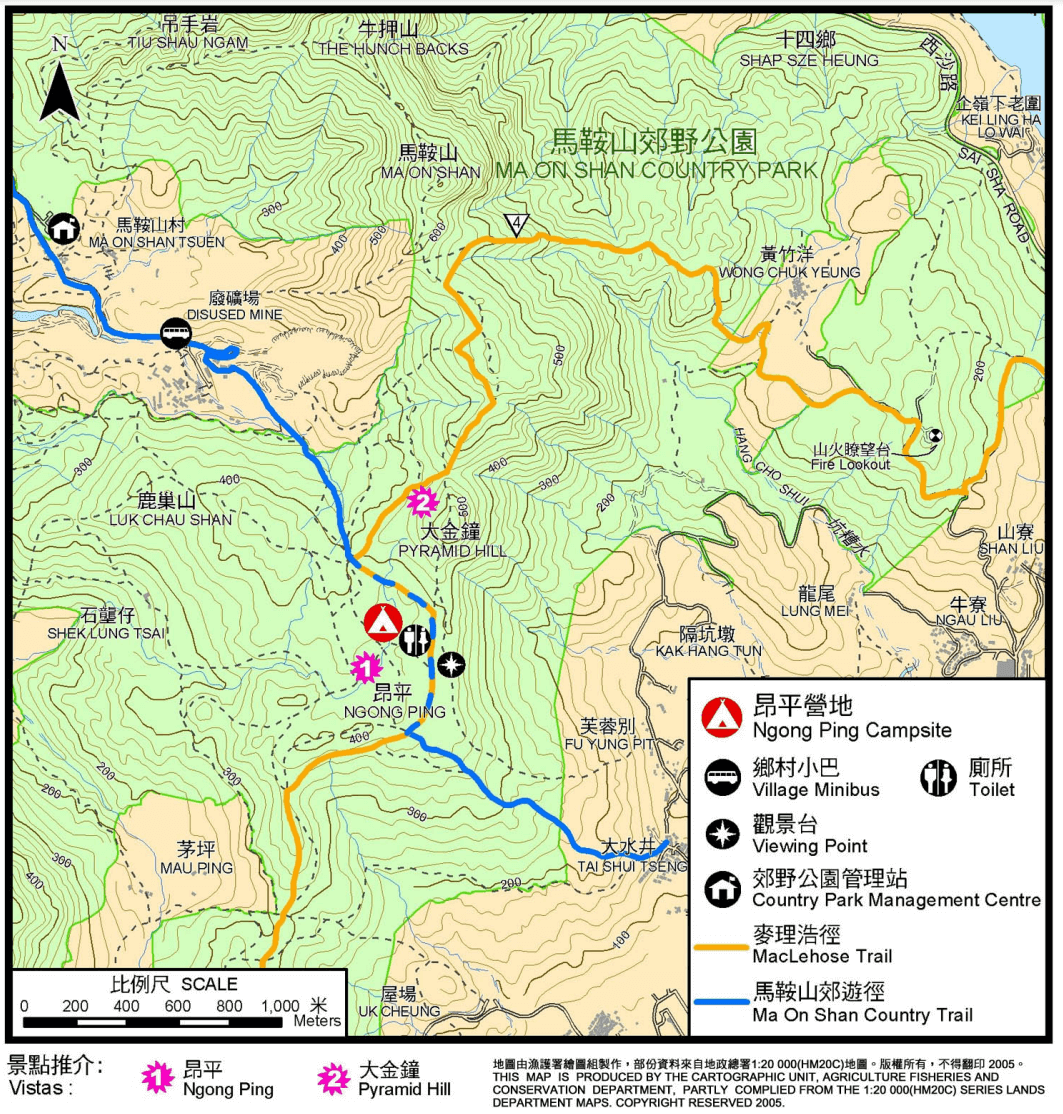 吊手岩
TIU SHAU NGAM
牛押山
THE HUNCH BACKS
十四鄉
SHAP SZE HEUNG
西沙路
SAI SHA ROAD
企嶺下老圍
KEI LING HA
LO WAI
N
馬鞍山郊野公園
MA ON SHAN COUNTRY PARK
馬鞍山
MA ON SHAN
300
400
500
600
4
馬鞍山村
MA ON SHAN TSUEN
黃竹洋
WONG CHUK YEUNG
廢礦場
DISUSED MINE
500
200
山火瞭望台
Fire Lookout
HANG CHO SHUI
坑槽水
300
400
400
300
200
500
鹿巢山
LUK CHAU SHAN
2
大金鐘
PYRAMID HILL
山寮
SHAN LIU
石壟仔
SHEK LUNG TSAI
龍尾
LUNG MEI
牛寮
NGAU LIU
隔坑墩
KAK HANG TUN
1
昂平
NGONG PING
芙蓉別
FU YUNG PIT
400
200
200
300
300
茅坪
MAU PING
300
400
大水井
TAI SHUI TSENG
200
100
屋場
UK CHEUNG
昂平營地
Ngong Ping Campsite
鄉村小巴
Village Minibus
廁所
Toilet
觀景台
Viewing Point
郊野公園管理站
Country Park Management Centre
麥理浩徑
MacLehose Trail
馬鞍山郊遊徑
Ma On Shan Country Trail
比例尺 SCALE
0 200 400 600 800 1,000 米
Meters
景點推介:
Vistas :
1 昂平
Ngong Ping
2 大金鐘
Pyramid Hill
地圖由漁護署繪圖組製作，部份資料來自地政總署1:20 000(HM20C)地圖。版權所有，不得翻印 2005。
THIS MAP IS PRODUCED BY THE CARTOGRAPHIC UNIT, AGRICULTURE FISHERIES AND
CONSERVATION DEPARTMENT, PARTLY COMPLIED FROM THE 1:20 000(HM20C) SERIES LANDS
DEPARTMENT MAPS. COPYRIGHT RESERVED 2005.